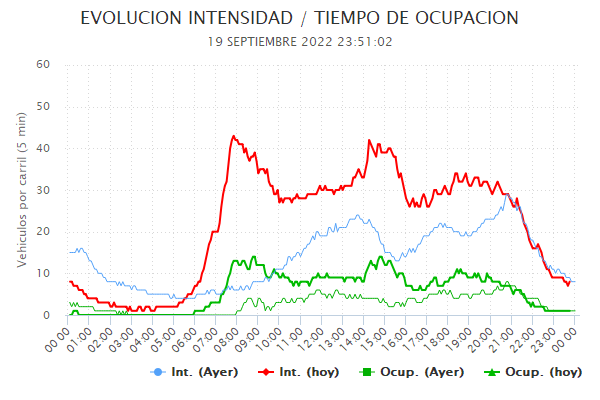 EVOLUCION INTENSIDAD / TIEMPO DE OCUPACION
19 SEPTIEMBRE 2022 23:51:02
Vehiculos por carril (5 min)
60
50
40
30
20
10
0
00:00 01:00 02:00 03:00 04:00 05:00 06:00 07:00 08:00 09:00 10:00 11:00 12:00 13:00 14:00 15:00 16:00 17:00 18:00 19:00 20:00 21:00 22:00 23:00 00:00
Int. (Ayer) Int. (hoy) Ocup. (Ayer) Ocup. (hoy)